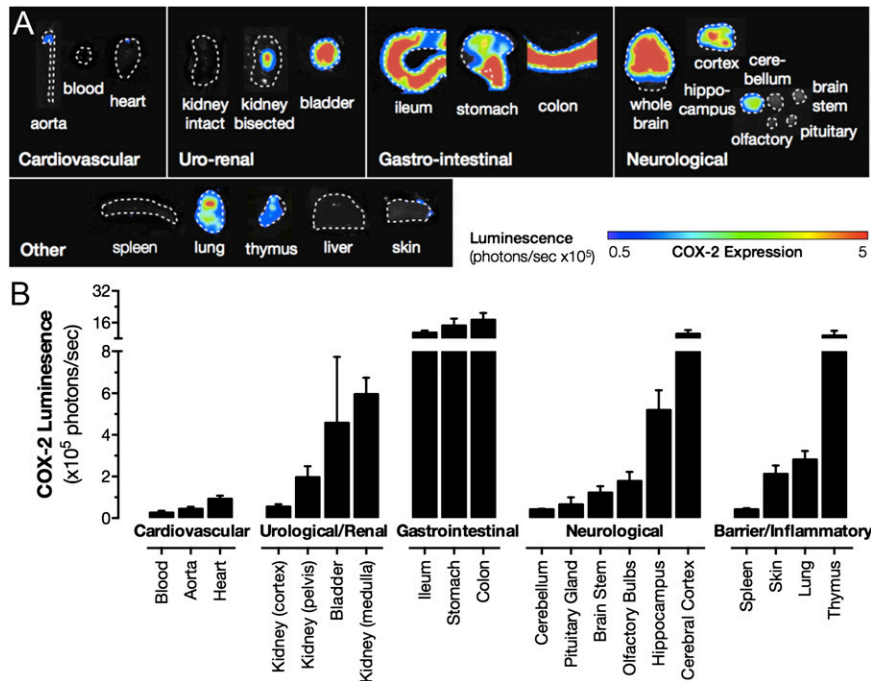 A
aorta
blood
heart
Cardiovascular
kidney
intact
kidney
bisected
bladder
Uro-renal
ileum
stomach
colon
Gastro-intestinal
whole
brain
cortex
hippo-
campus
cere-
bellum
brain
stem
olfactory
pituitary
Neurological
Other
spleen
lung
thymus
liver
skin
Luminescence
(photons/sec x10⁵)
0.5
COX-2 Expression
5
B
COX-2 Luminesence
(x10⁵ photons/sec)
32
16
8
6
4
2
0
Cardiovascular
Urological/Renal
Gastrointestinal
Neurological
Barrier/Inflammatory
Blood
Aorta
Heart
Kidney (cortex)
Kidney (pelvis)
Bladder
Kidney (medulla)
Ileum
Stomach
Colon
Cerebellum
Pituitary Gland
Brain Stem
Olfactory Bulbs
Hippocampus
Cerebral Cortex
Spleen
Skin
Lung
Thymus